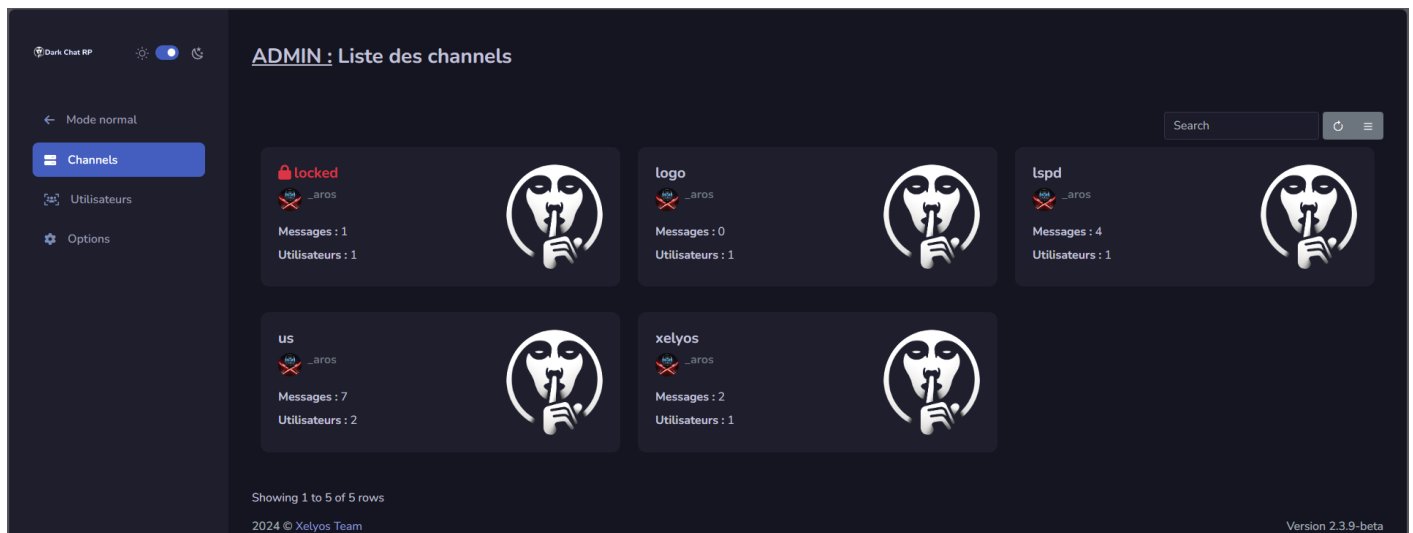 Dark Chat RP
Mode normal
Channels
Utilisateurs
Options
ADMIN : Liste des channels
Search
locked
_aros
Messages : 1
Utilisateurs : 1
logo
_aros
Messages : 0
Utilisateurs : 1
lspd
_aros
Messages : 4
Utilisateurs : 1
us
_aros
Messages : 7
Utilisateurs : 2
xelyos
_aros
Messages : 2
Utilisateurs : 1
Showing 1 to 5 of 5 rows
2024 © Xelyos Team
Version 2.3.9-beta